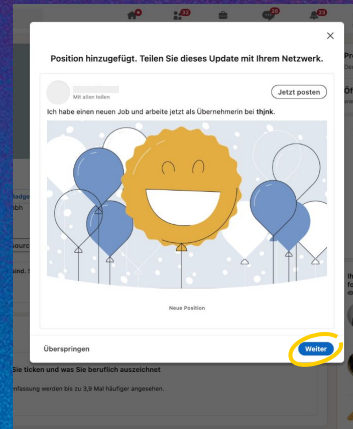 Position hinzugefügt. Teilen Sie dieses Update mit Ihrem Netzwerk.
Mit allen teilen
Jetzt posten
Ich habe einen neuen Job und arbeite jetzt als Übernehmerin bei thjnk.
Neue Position
Überspringen
Weiter
Sie ticken und was Sie beruflich auszeichnet
enfassung werden bis zu 3,9 Mal häufiger angesehen.